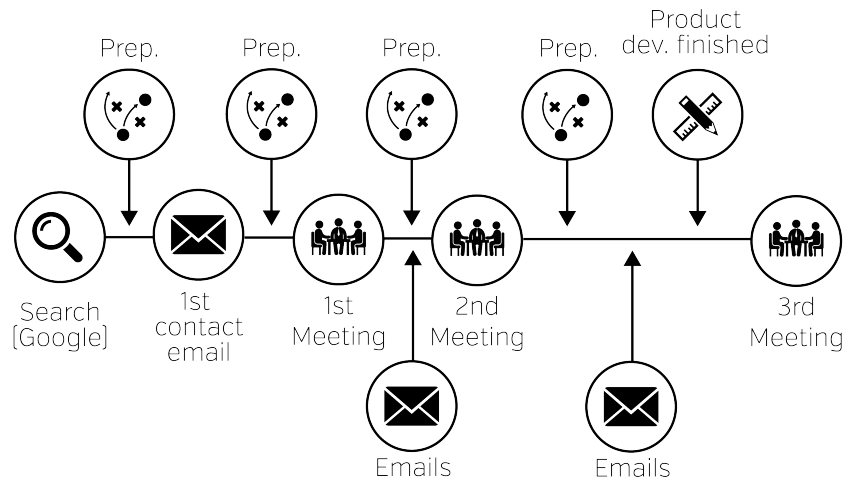 Prep.
Prep.
Prep.
Prep.
Product
dev. finished
Search
[Google]
1st
contact
email
1st
Meeting
2nd
Meeting
3rd
Meeting
Emails
Emails